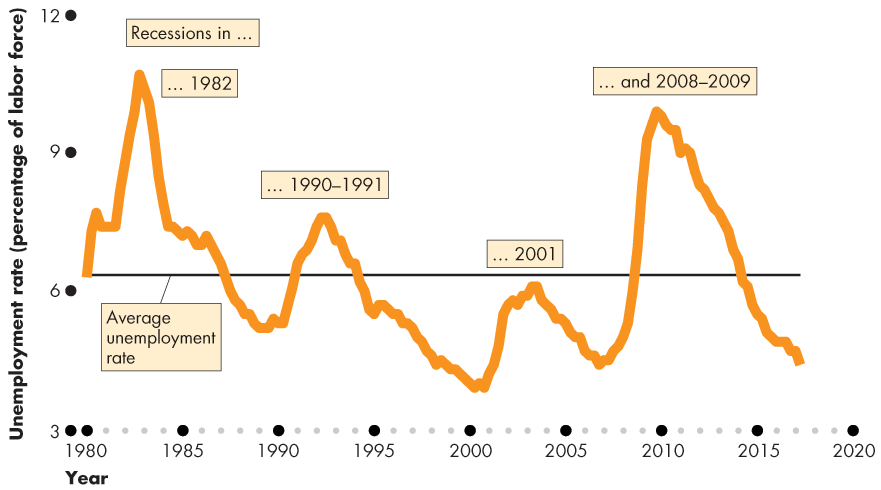 12
Recessions in ...
... 1982
... and 2008–2009
9
... 1990–1991
... 2001
6
Average
unemployment
rate
3
1980 1985 1990 1995 2000 2005 2010 2015 2020
Year
Unemployment rate (percentage of labor force)